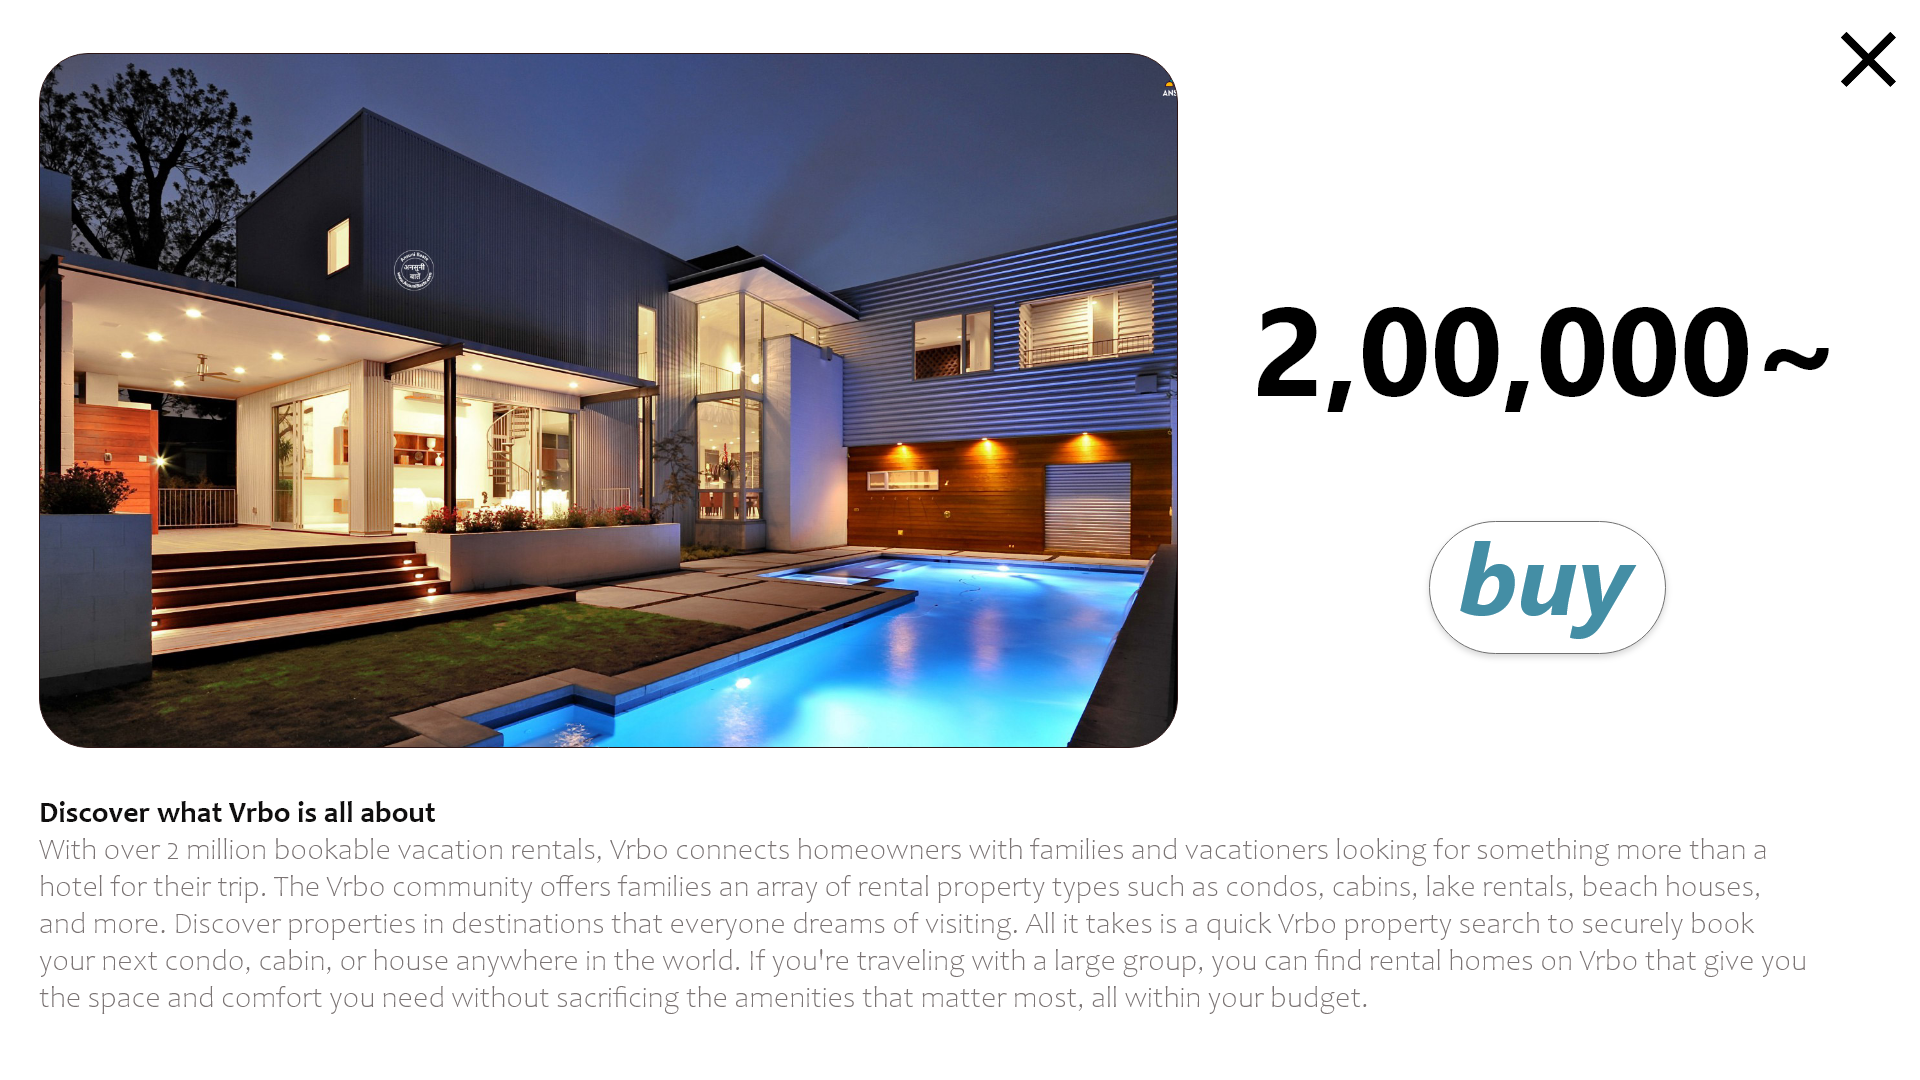 ANS
अनसुनी
बातें
2,00,000~
buy
Discover what Vrbo is all about
With over 2 million bookable vacation rentals, Vrbo connects homeowners with families and vacationers looking for something more than a
hotel for their trip. The Vrbo community offers families an array of rental property types such as condos, cabins, lake rentals, beach houses,
and more. Discover properties in destinations that everyone dreams of visiting. All it takes is a quick Vrbo property search to securely book
your next condo, cabin, or house anywhere in the world. If you're traveling with a large group, you can find rental homes on Vrbo that give you
the space and comfort you need without sacrificing the amenities that matter most, all within your budget.